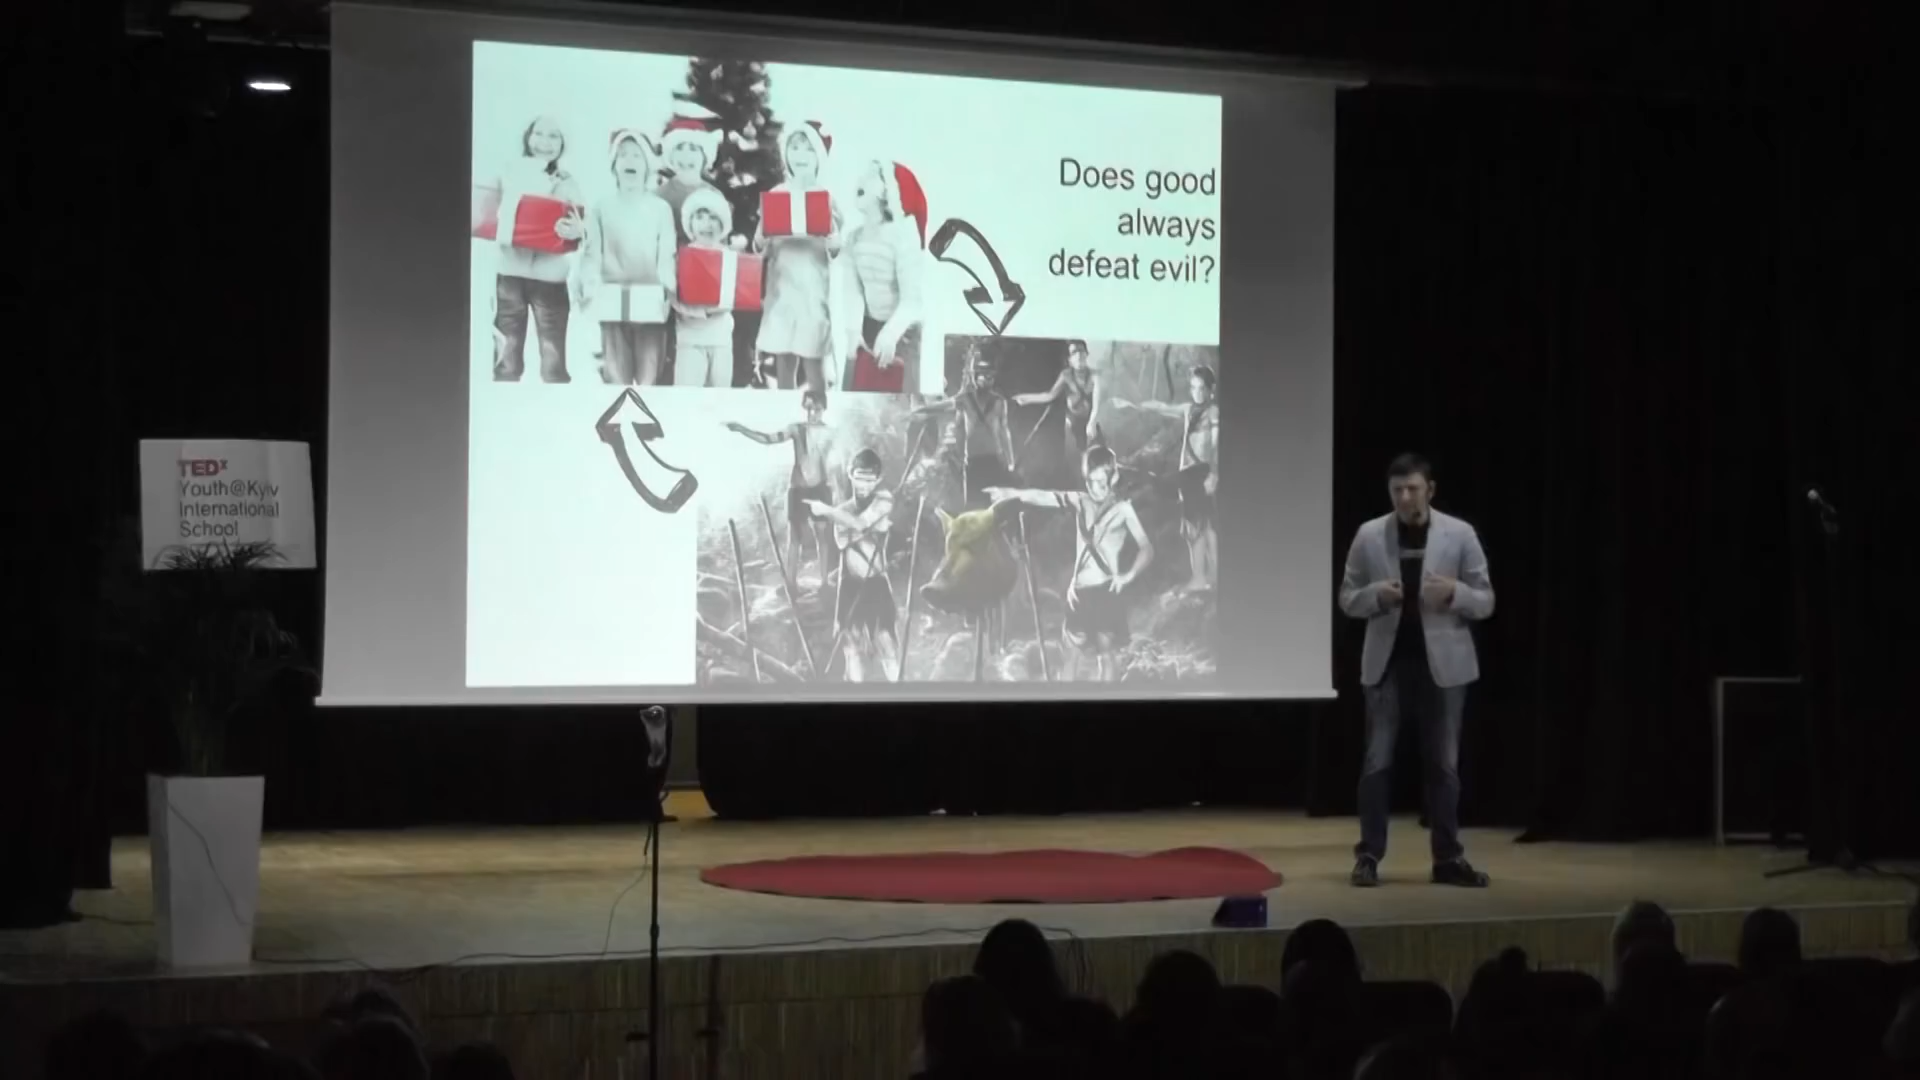 Does good
always
defeat evil?
TEDx
Youth@Kyiv
International
School